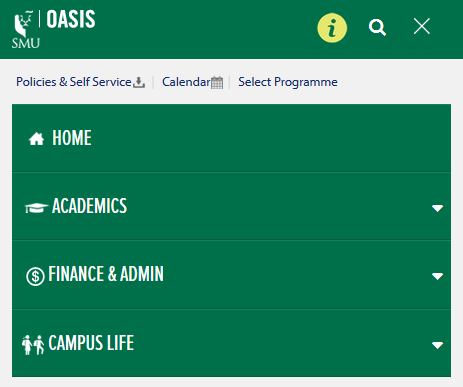 OASIS
SMU
Policies & Self Service Calendar Select Programme
HOME
ACADEMICS
FINANCE & ADMIN
CAMPUS LIFE